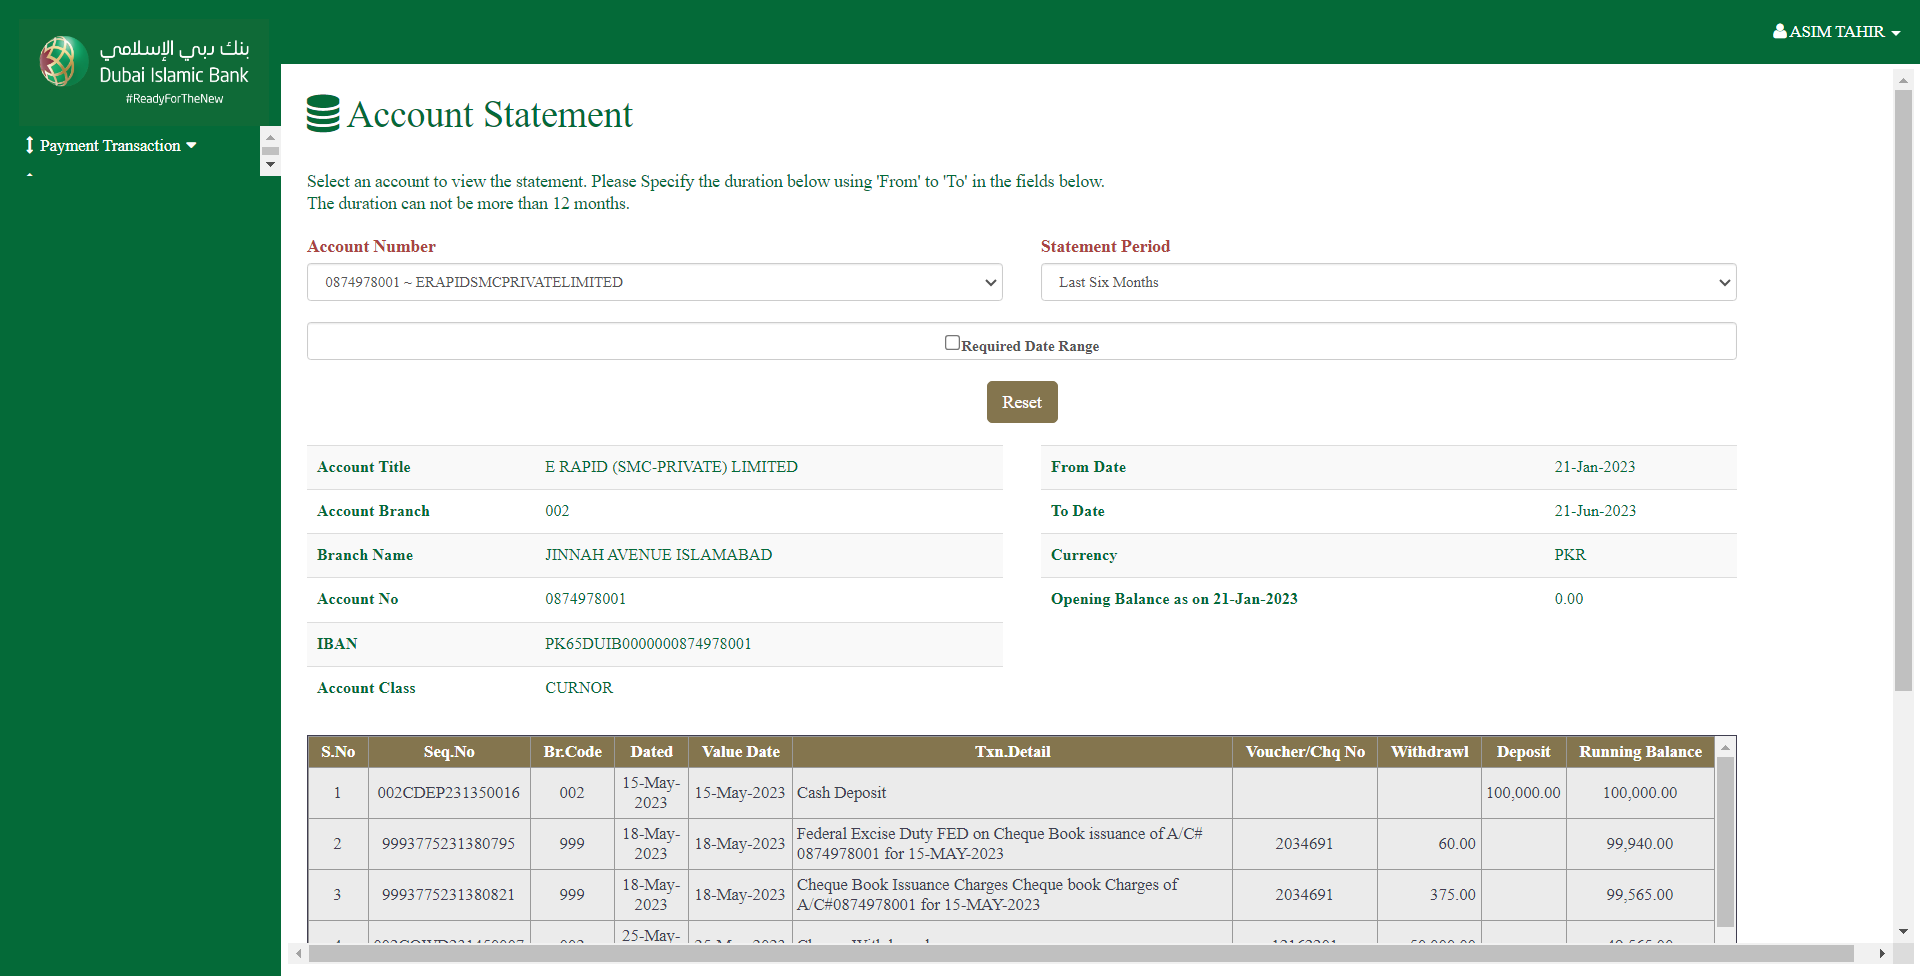 بنك دبي الإسلامي
Dubai Islamic Bank
#ReadyForTheNew
ASIM TAHIR
Payment Transaction
Account Statement
Select an account to view the statement. Please Specify the duration below using 'From' to 'To' in the fields below.
The duration can not be more than 12 months.
Account Number Statement Period
0874978001 ~ ERAPIDSMCPRIVATELIMITED Last Six Months
Required Date Range
Reset
Account Title E RAPID (SMC-PRIVATE) LIMITED From Date 21-Jan-2023
Account Branch 002 To Date 21-Jun-2023
Branch Name JINNAH AVENUE ISLAMABAD Currency PKR
Account No 0874978001 Opening Balance as on 21-Jan-2023 0.00
IBAN PK65DUIB0000000874978001
Account Class CURNOR
S.No Seq.No Br.Code Dated Value Date Txn.Detail Voucher/Chq No Withdrawl Deposit Running Balance
1 002CDEP231350016 002 15-May-2023 15-May-2023 Cash Deposit 100,000.00 100,000.00
2 9993775231380795 999 18-May-2023 18-May-2023 Federal Excise Duty FED on Cheque Book issuance of A/C#
0874978001 for 15-MAY-2023 2034691 60.00 99,940.00
3 9993775231380821 999 18-May-2023 18-May-2023 Cheque Book Issuance Charges Cheque book Charges of
A/C#0874978001 for 15-MAY-2023 2034691 375.00 99,565.00
25-May-